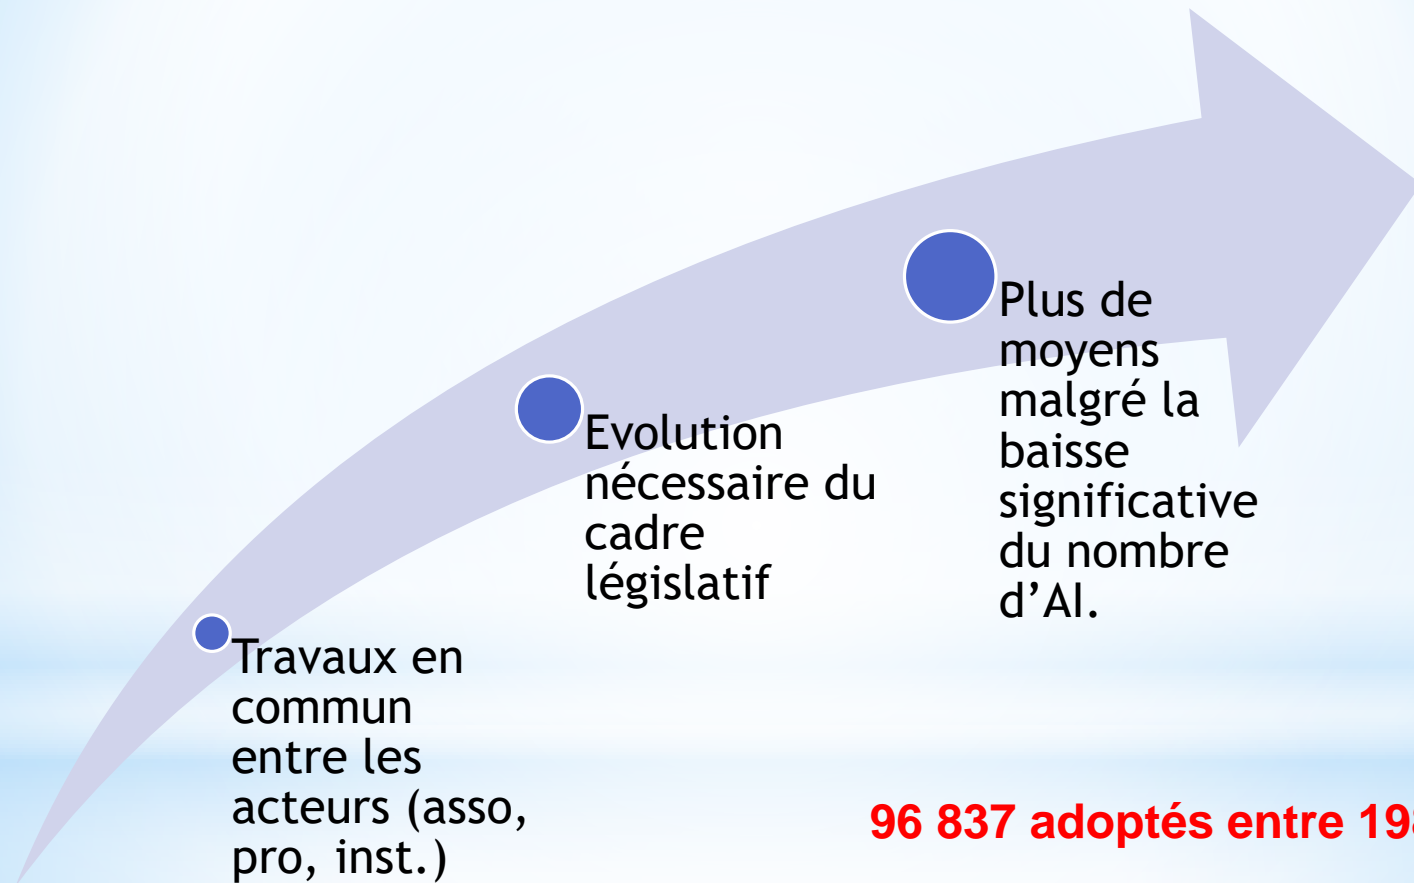 Travaux en
commun
entre les
acteurs (asso,
pro, inst.)
Evolution
nécessaire du
cadre
législatif
Plus de
moyens
malgré la
baisse
significative
du nombre
d’AI.
96 837 adoptés entre